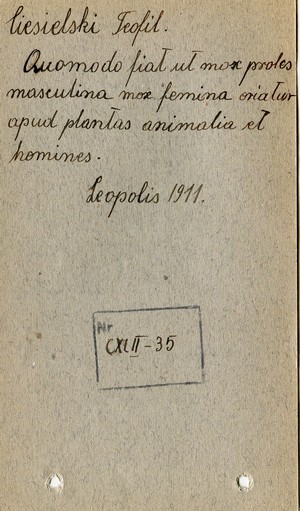 Ciesielski Teofil.
Quomodo fiat ut mox proles
masculina mox femina oriatur
apud plantas animalia et
homines.
Leopolis 1911.
Nr
CXLII-35